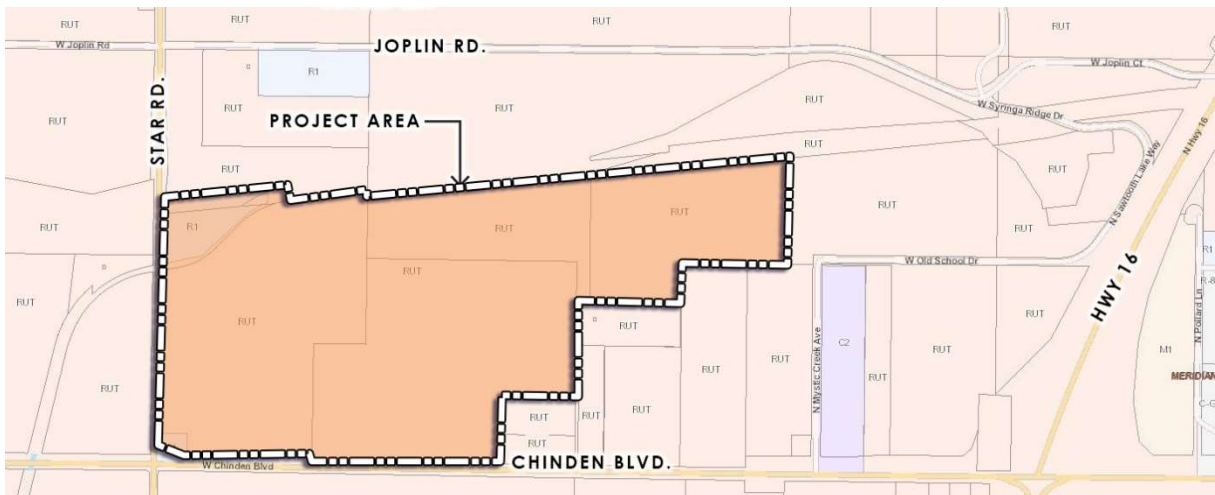 RUT
RUT
RUT
RUT
RUT
W Joplin Rd
JOPLIN RD.
W Joplin Ct
R1
RUT
RUT
RUT
RUT
STAR RD.
PROJECT AREA
W Syringa Ridge Dr
N Hwy 16
RUT
RUT
RUT
N Sawtooth Lake Way
RUT
R1
RUT
RUT
RUT
RUT
R1
W Old School Dr
RUT
R-8
RUT
RUT
HWY 16
N Pollard Ln
RUT
RUT
RUT
RUT
C2
RUT
RUT
M1
N Mystic Creek Ave
MERIDIAN
RUT
RUT
RUT
RUT
C-G
RUT
W Chinden Blvd
CHINDEN BLVD.